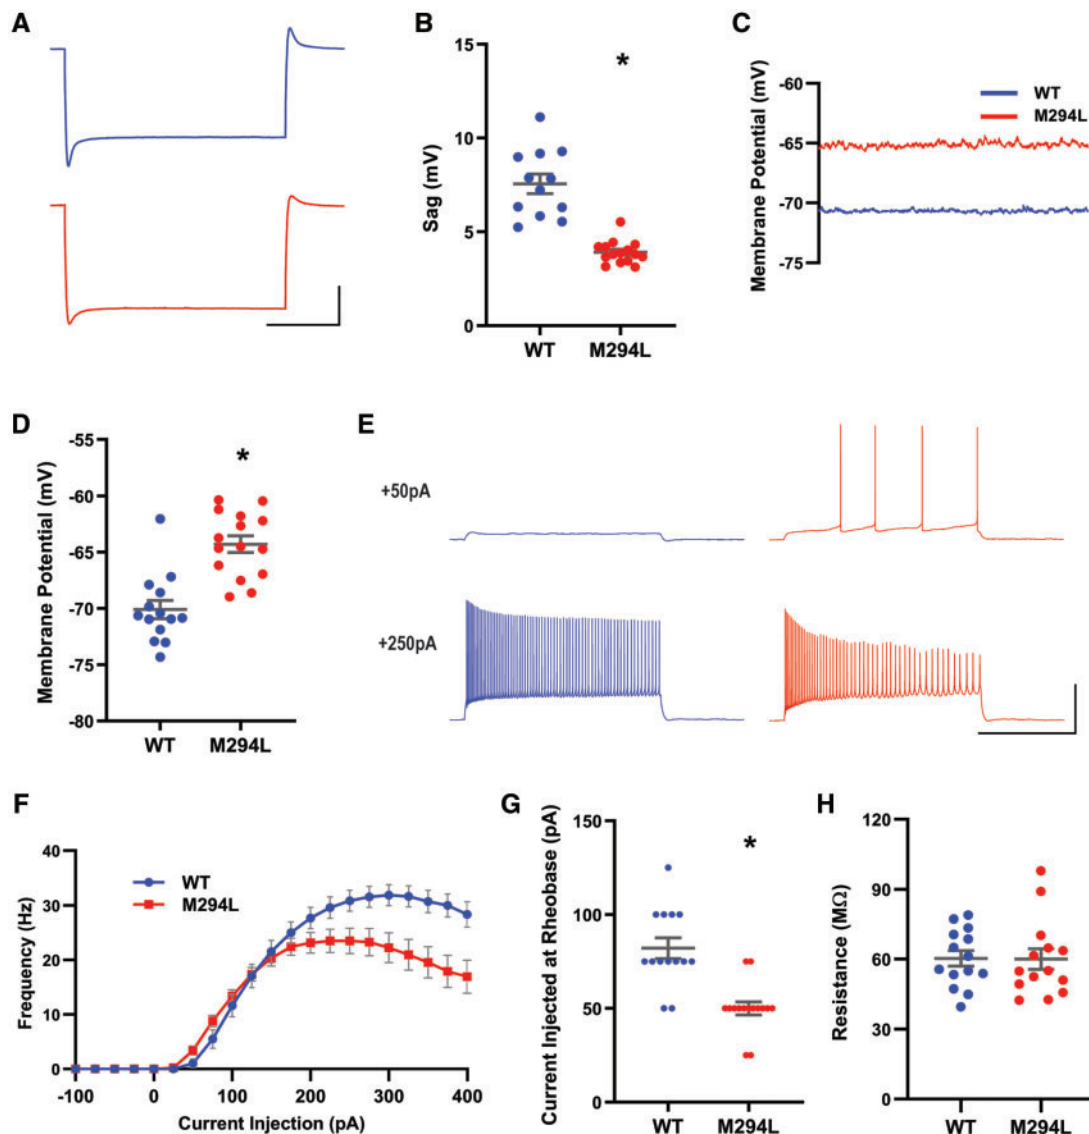 A
B
15
10
5
0
Sag (mV)
*
WT
M294L
C
-60
-65
-70
-75
Membrane Potential (mV)
WT
M294L
D
-55
-60
-65
-70
-75
-80
Membrane Potential (mV)
*
WT
M294L
E
+50pA
+250pA
F
40
30
20
10
0
Frequency (Hz)
WT
M294L
-100
0
100
200
300
400
Current Injection (pA)
G
150
100
50
0
Current Injected at Rheobase (pA)
*
WT
M294L
H
120
90
60
30
0
Resistance (MΩ)
WT
M294L